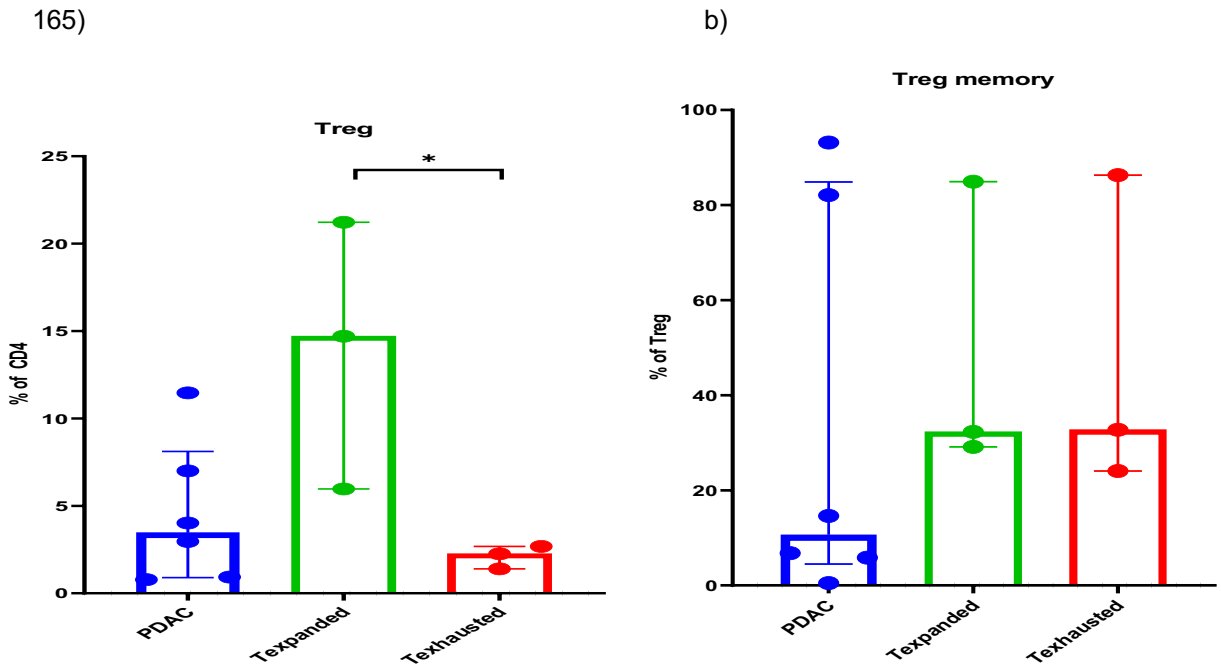 165)
b)
Treg
25
20
15
10
5
0
% of CD4
*
PDAC
Texpanded
Texhausted
Treg memory
100
80
60
40
20
0
% of Treg
PDAC
Texpanded
Texhausted